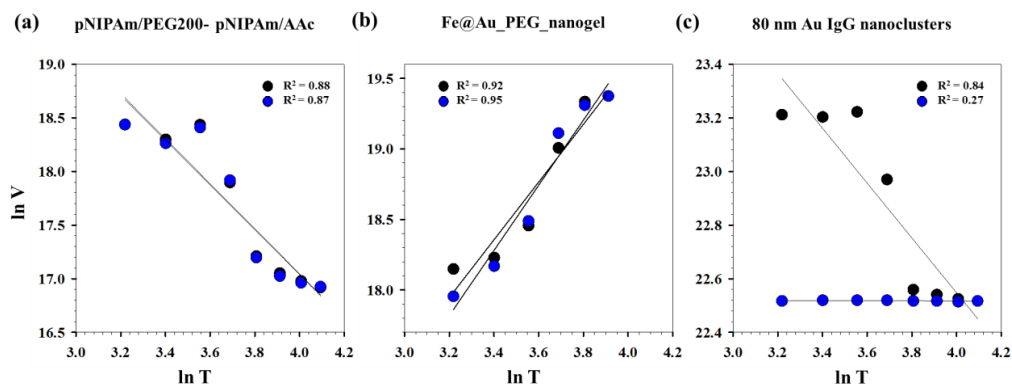 (a) pNIPAm/PEG200- pNIPAm/AAc
(b) Fe@Au_PEG_nanogel
(c) 80 nm Au IgG nanoclusters
ln V
19.0
18.5
18.0
17.5
17.0
16.5
R² = 0.88
R² = 0.87
3.0 3.2 3.4 3.6 3.8 4.0 4.2
ln T
19.5
19.0
18.5
18.0
R² = 0.92
R² = 0.95
3.0 3.2 3.4 3.6 3.8 4.0 4.2
ln T
23.4
23.2
23.0
22.8
22.6
22.4
R² = 0.84
R² = 0.27
3.0 3.2 3.4 3.6 3.8 4.0 4.2
ln T